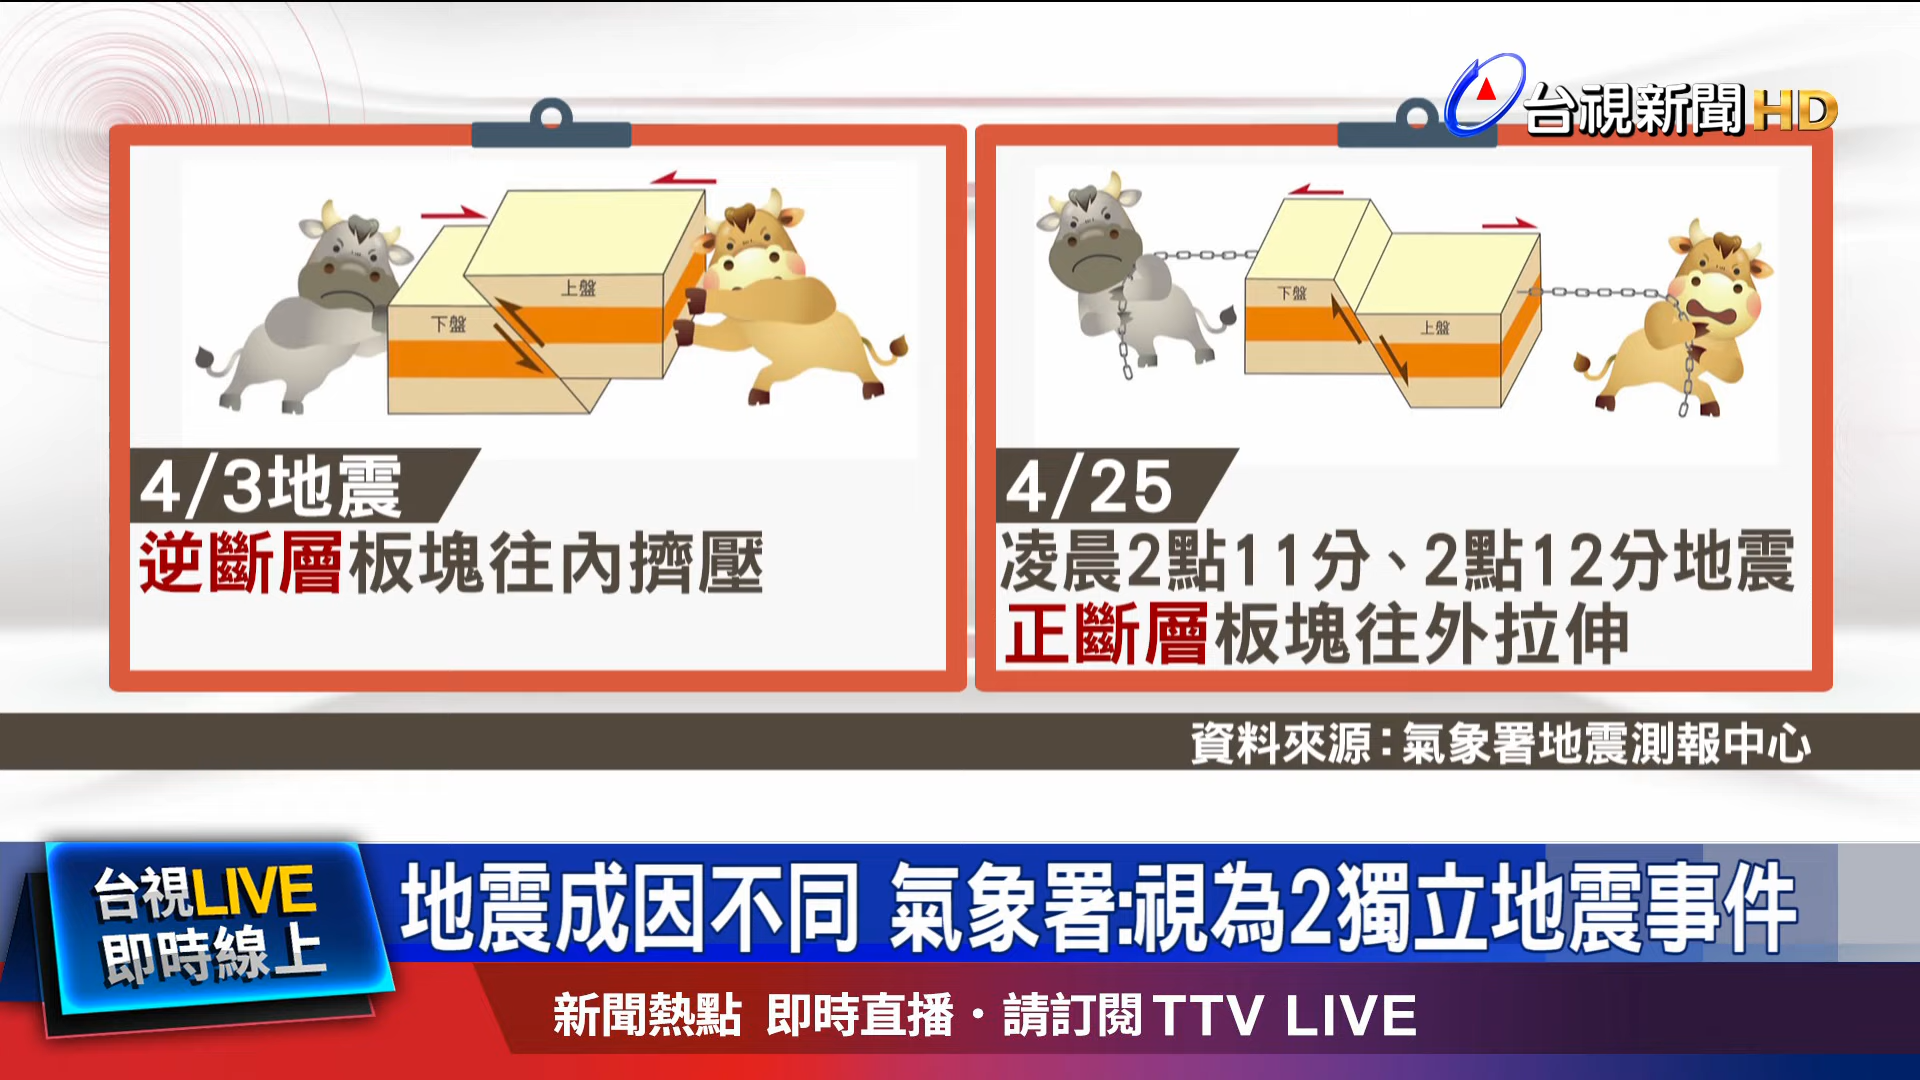 台視新聞HD
上盤
下盤
4/3地震
逆斷層板塊往內擠壓
下盤
上盤
4/25
凌晨2點11分、2點12分地震
正斷層板塊往外拉伸
資料來源:氣象署地震測報中心
台視LIVE
即時線上
地震成因不同 氣象署:視為2獨立地震事件
新聞熱點 即時直播・請訂閱TTV LIVE